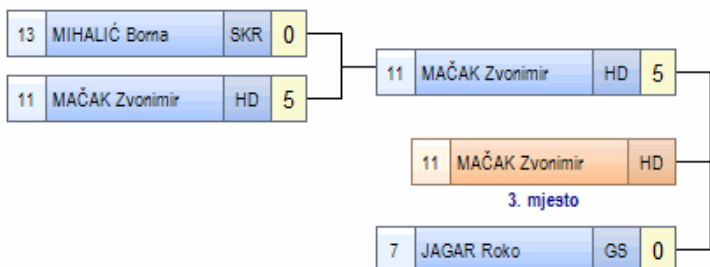 13 MIHALIĆ Borna SKR 0
11 MAČAK Zvonimir HD 5
11 MAČAK Zvonimir HD 5
11 MAČAK Zvonimir HD
3. mjesto
7 JAGAR Roko GS 0